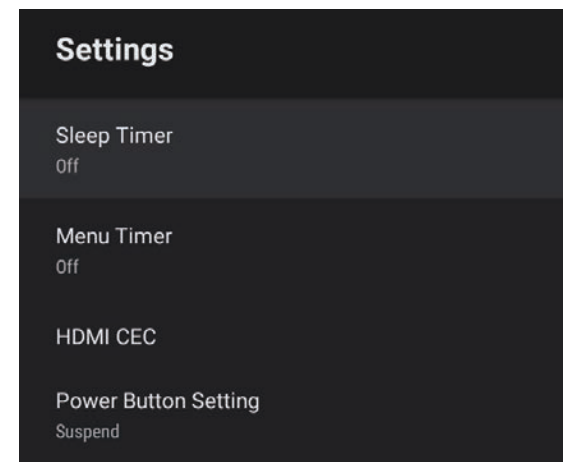 Settings
Sleep Timer
Off
Menu Timer
Off
HDMI CEC
Power Button Setting
Suspend